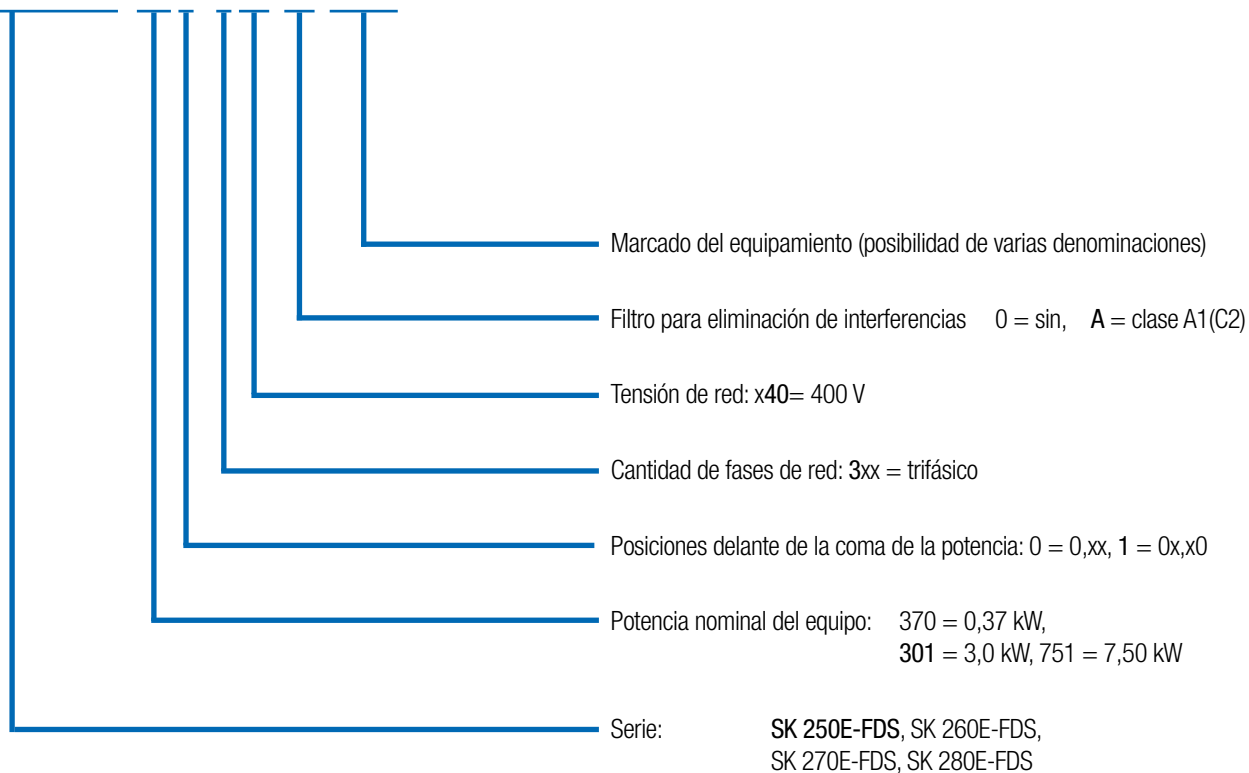 Marcado del equipamiento (posibilidad de varias denominaciones)
Filtro para eliminación de interferencias 0 = sin, A = clase A1(C2)
Tensión de red: x40= 400 V
Cantidad de fases de red: 3xx = trifásico
Posiciones delante de la coma de la potencia: 0 = 0,xx, 1 = 0x,x0
Potencia nominal del equipo: 370 = 0,37 kW,
301 = 3,0 kW, 751 = 7,50 kW
Serie: SK 250E-FDS, SK 260E-FDS,
SK 270E-FDS, SK 280E-FDS